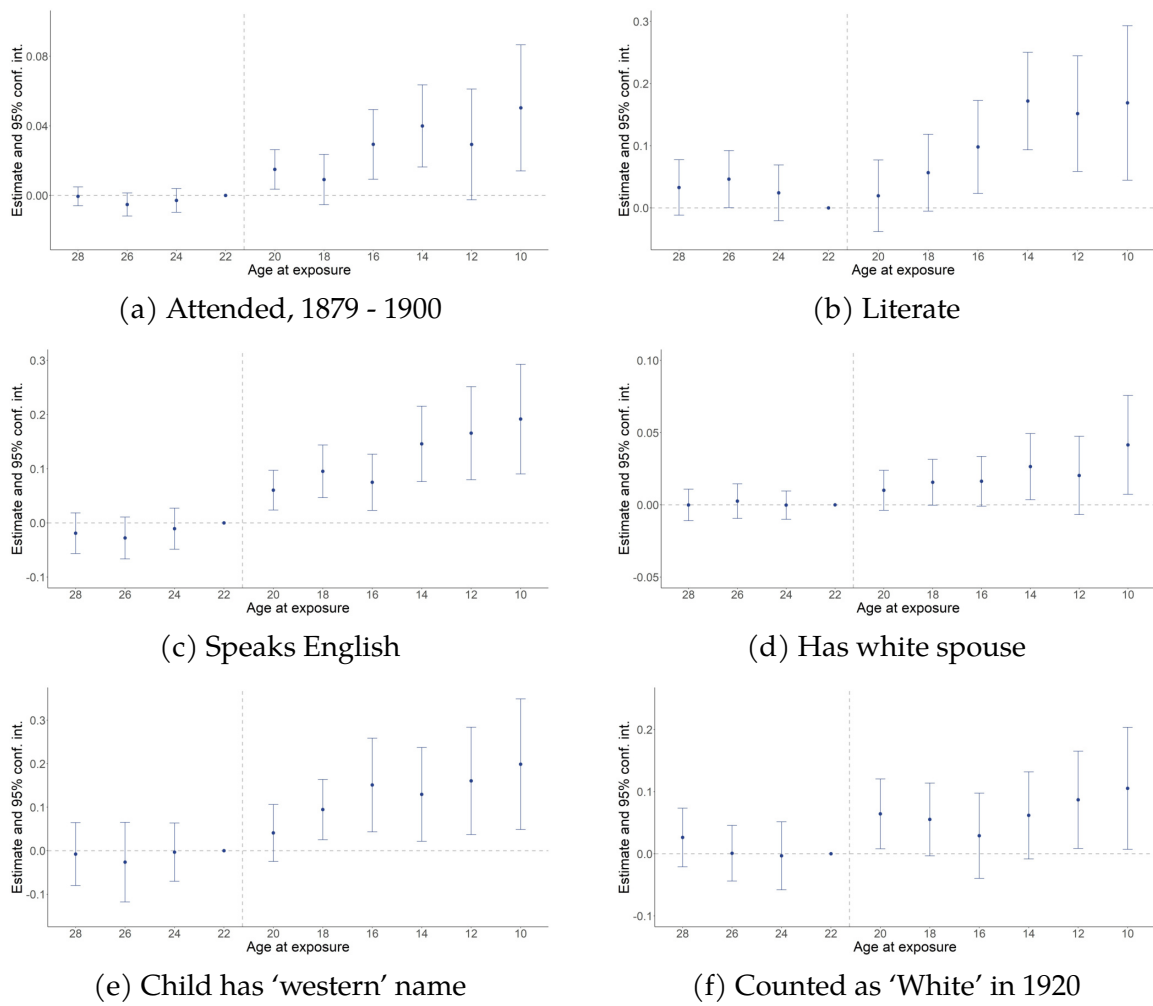 Estimate and 95% conf. int.
0.08
0.04
0.00
28 26 24 22 20 18 16 14 12 10
Age at exposure
(a) Attended, 1879 - 1900
Estimate and 95% conf. int.
0.3
0.2
0.1
0.0
28 26 24 22 20 18 16 14 12 10
Age at exposure
(b) Literate
Estimate and 95% conf. int.
0.3
0.2
0.1
0.0
-0.1
28 26 24 22 20 18 16 14 12 10
Age at exposure
(c) Speaks English
Estimate and 95% conf. int.
0.10
0.05
0.00
-0.05
28 26 24 22 20 18 16 14 12 10
Age at exposure
(d) Has white spouse
Estimate and 95% conf. int.
0.3
0.2
0.1
0.0
-0.1
28 26 24 22 20 18 16 14 12 10
Age at exposure
(e) Child has ‘western’ name
Estimate and 95% conf. int.
0.2
0.1
0.0
-0.1
28 26 24 22 20 18 16 14 12 10
Age at exposure
(f) Counted as ‘White’ in 1920